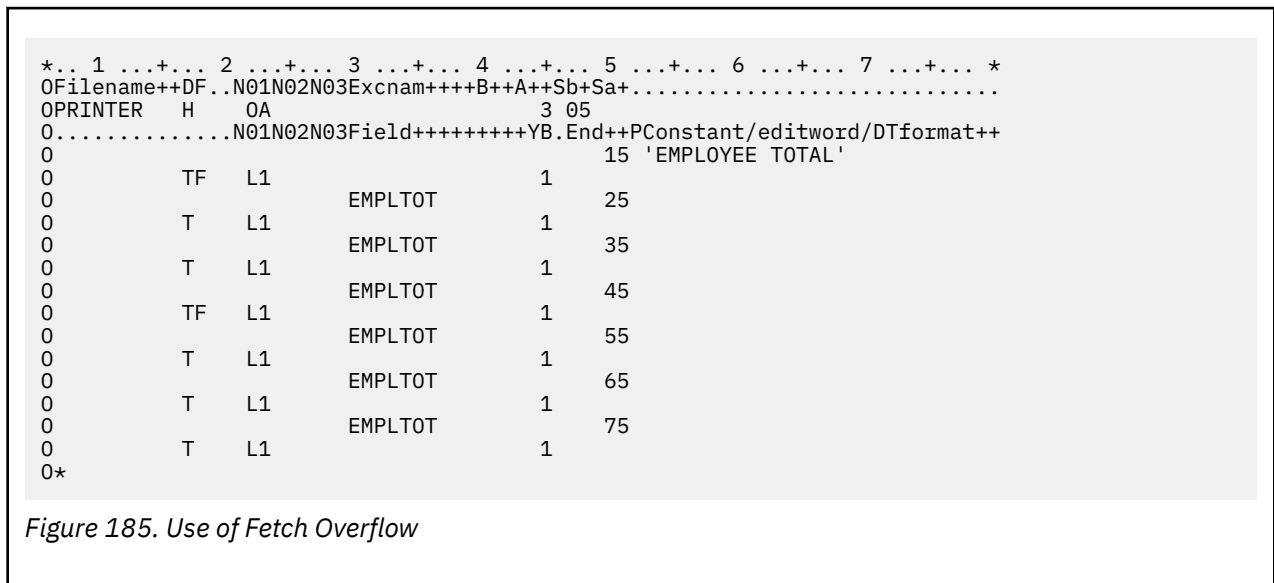 *.. 1 ...+... 2 ...+... 3 ...+... 4 ...+... 5 ...+... 6 ...+... 7 ...+... *
OFilename++DF..N01N02N03Excnam++++B++A++Sb+Sa+.............................
OPRINTER   H    OA                     3 05
O..............N01N02N03Field+++++++++YB.End++PConstant/editword/DTformat++
O                                           15 'EMPLOYEE TOTAL'
O          TF   L1                     1
O                       EMPLTOT             25
O          T    L1                     1
O                       EMPLTOT             35
O          T    L1                     1
O                       EMPLTOT             45
O          TF   L1                     1
O                       EMPLTOT             55
O          T    L1                     1
O                       EMPLTOT             65
O          T    L1                     1
O                       EMPLTOT             75
O          T    L1                     1
O*
Figure 185. Use of Fetch Overflow